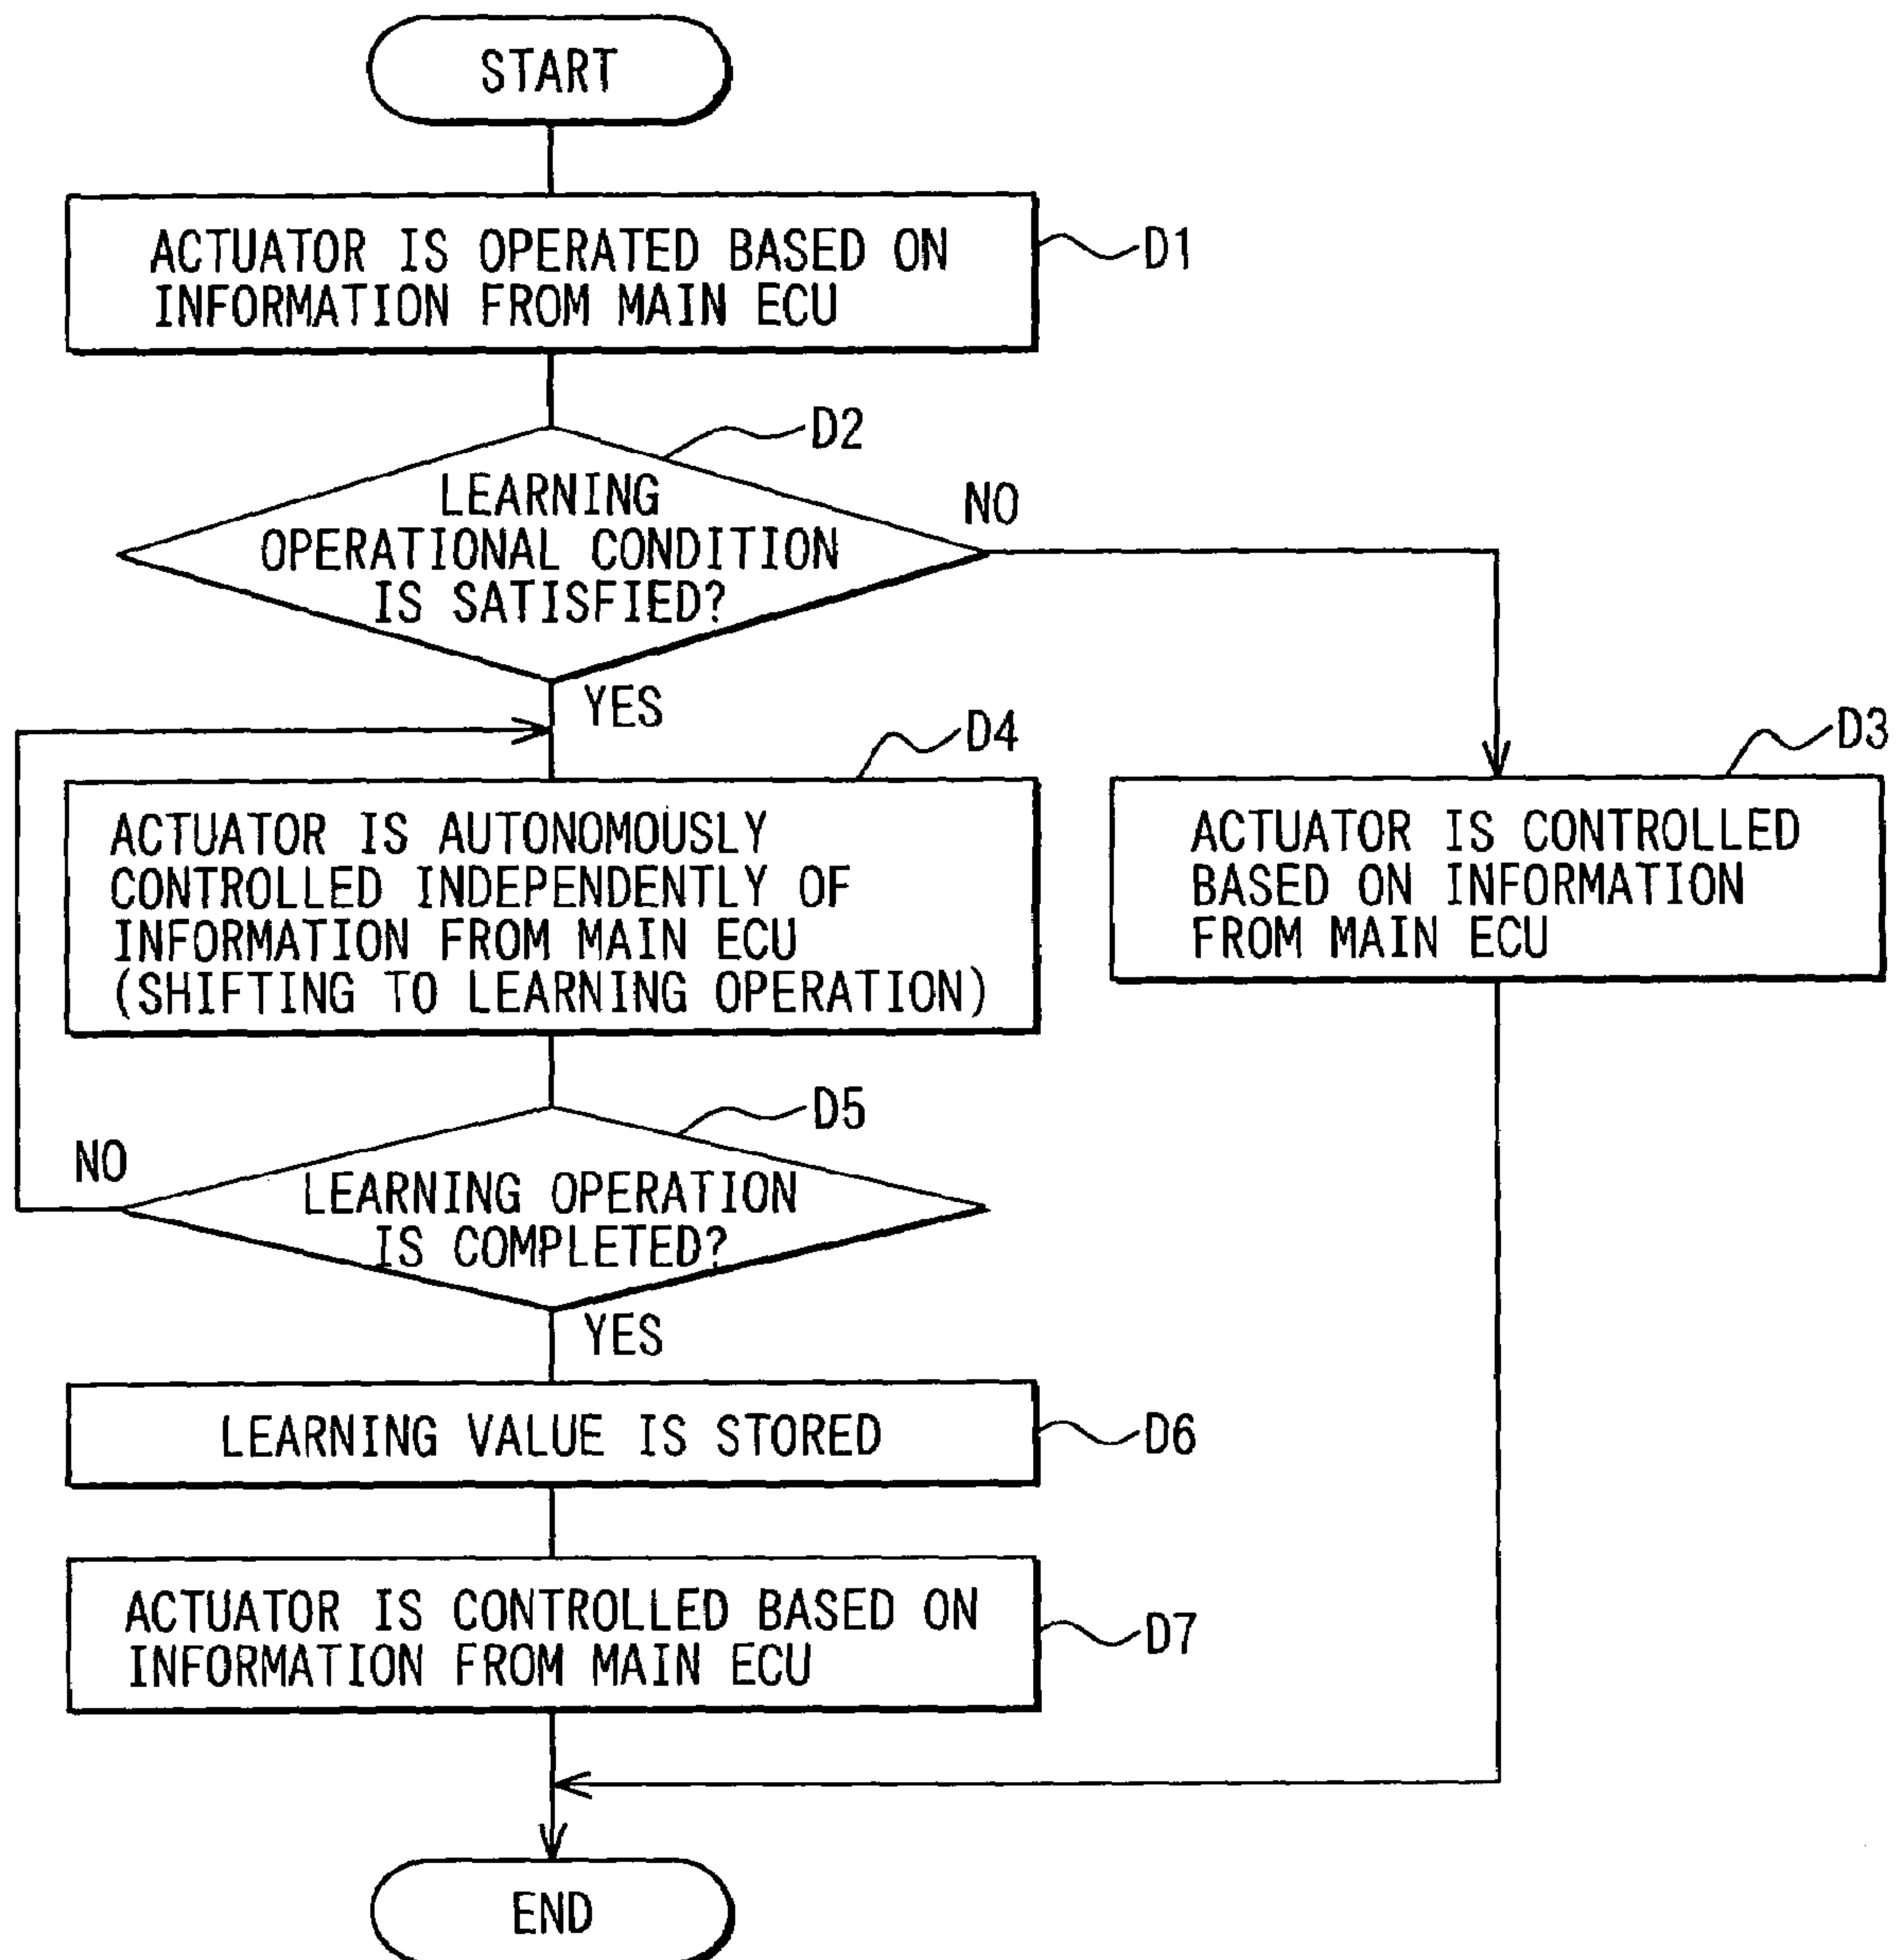 START
ACTUATOR IS OPERATED BASED ON
INFORMATION FROM MAIN ECU
D1
D2
LEARNING
OPERATIONAL CONDITION
IS SATISFIED?
NO
YES
D4
ACTUATOR IS AUTONOMOUSLY
CONTROLLED INDEPENDENTLY OF
INFORMATION FROM MAIN ECU
(SHIFTING TO LEARNING OPERATION)
D3
ACTUATOR IS CONTROLLED
BASED ON INFORMATION
FROM MAIN ECU
D5
NO
LEARNING OPERATION
IS COMPLETED?
YES
LEARNING VALUE IS STORED
D6
ACTUATOR IS CONTROLLED BASED ON
INFORMATION FROM MAIN ECU
D7
END